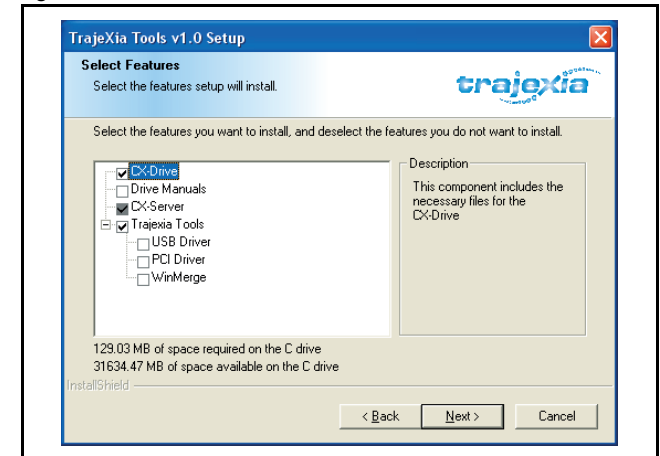 TrajeXia Tools v1.0 Setup
Select Features
Select the features setup will install.
trajexia
Select the features you want to install, and deselect the features you do not want to install.
CX-Drive
Drive Manuals
CX-Server
Trajexia Tools
USB Driver
PCI Driver
WinMerge
Description
This component includes the
necessary files for the
CX-Drive
129.03 MB of space required on the C drive
31634.47 MB of space available on the C drive
InstallShield
< Back
Next >
Cancel